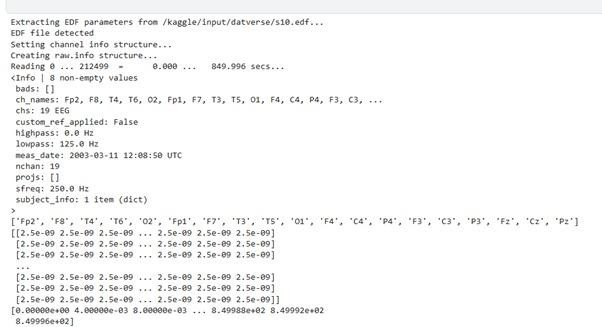 Extracting EDF parameters from /kaggle/input/datverse/s10.edf...
EDF file detected
Setting channel info structure...
Creating raw.info structure...
Reading 0 ... 212499  =      0.000 ...   849.996 secs...
<Info | 8 non-empty values
 bads: []
 ch_names: Fp2, F8, T4, T6, O2, Fp1, F7, T3, T5, O1, F4, C4, P4, F3, C3, ...
 chs: 19 EEG
 custom_ref_applied: False
 highpass: 0.0 Hz
 lowpass: 125.0 Hz
 meas_date: 2003-03-11 12:08:50 UTC
 nchan: 19
 projs: []
 sfreq: 250.0 Hz
 subject_info: 1 item (dict)
>
['Fp2', 'F8', 'T4', 'T6', 'O2', 'Fp1', 'F7', 'T3', 'T5', 'O1', 'F4', 'C4', 'P4', 'F3', 'C3', 'P3', 'Fz', 'Cz', 'Pz']
[[2.5e-09 2.5e-09 2.5e-09 ... 2.5e-09 2.5e-09 2.5e-09]
 [2.5e-09 2.5e-09 2.5e-09 ... 2.5e-09 2.5e-09 2.5e-09]
 [2.5e-09 2.5e-09 2.5e-09 ... 2.5e-09 2.5e-09 2.5e-09]
 ...
 [2.5e-09 2.5e-09 2.5e-09 ... 2.5e-09 2.5e-09 2.5e-09]
 [2.5e-09 2.5e-09 2.5e-09 ... 2.5e-09 2.5e-09 2.5e-09]
 [2.5e-09 2.5e-09 2.5e-09 ... 2.5e-09 2.5e-09 2.5e-09]]
[0.00000e+00 4.00000e-03 8.00000e-03 ... 8.49988e+02 8.49992e+02
 8.49996e+02]